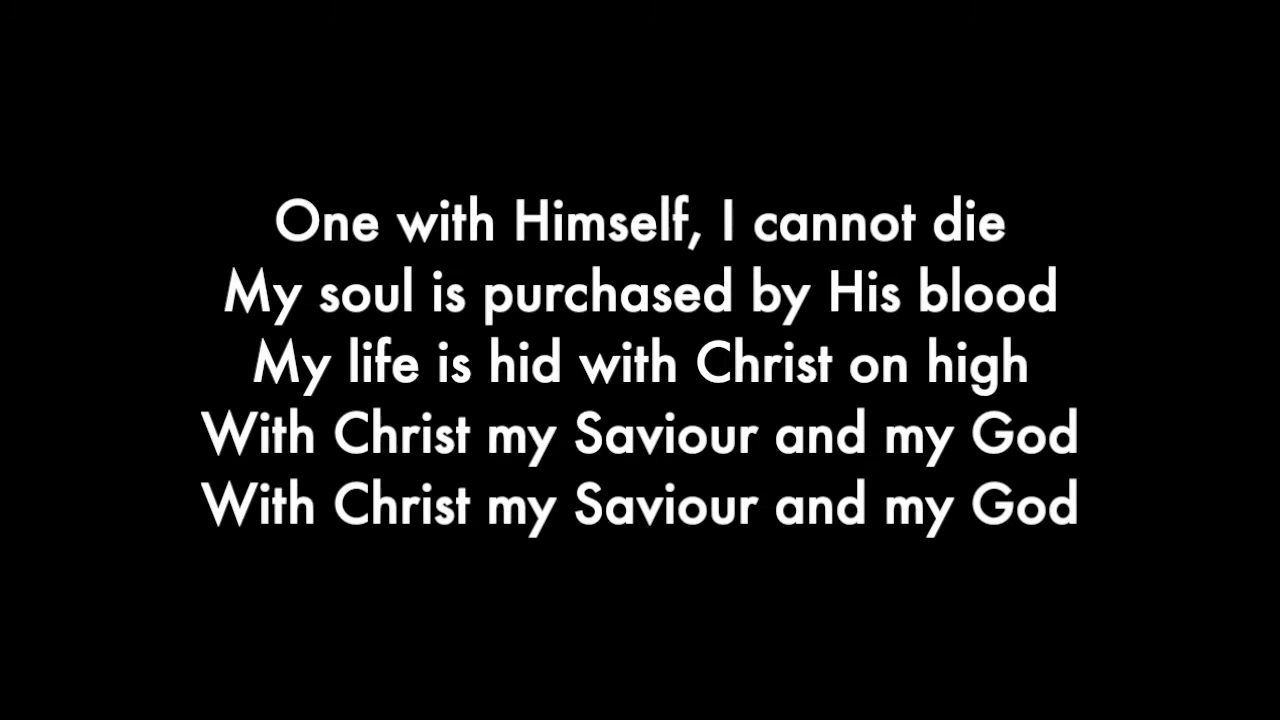 One with Himself, I cannot die
My soul is purchased by His blood
My life is hid with Christ on high
With Christ my Saviour and my God
With Christ my Saviour and my God